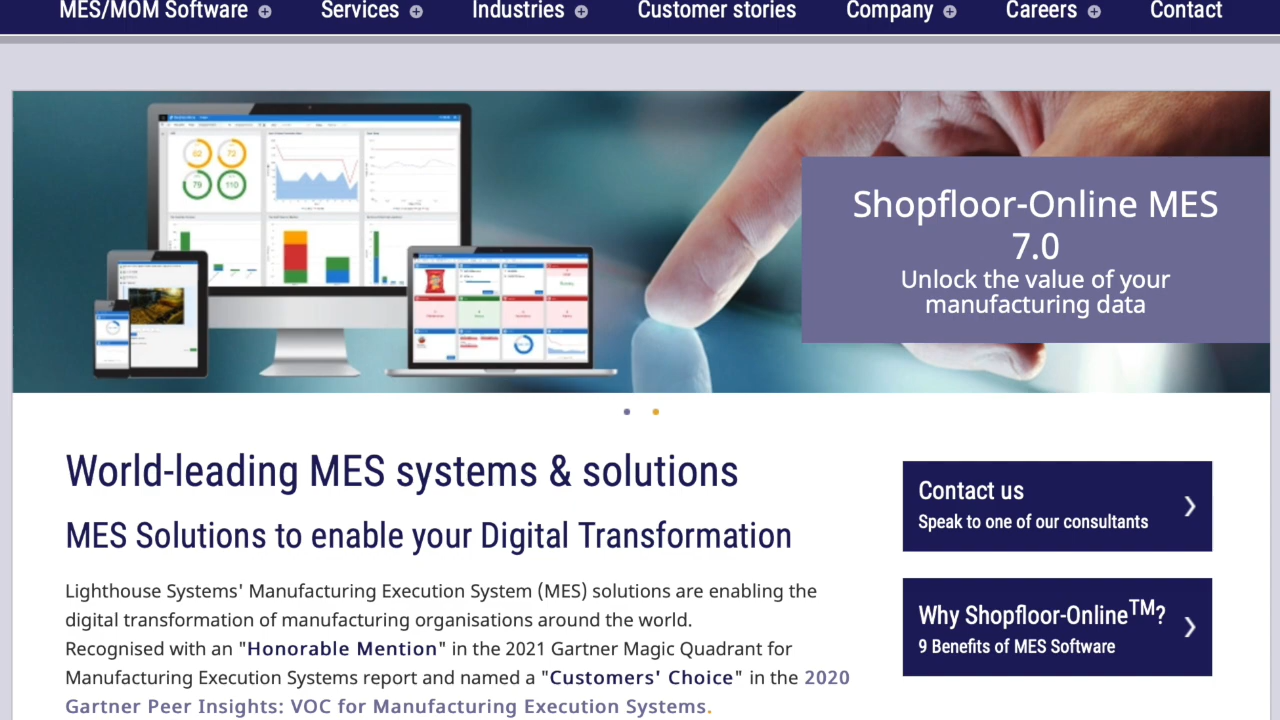 MES/MOM Software Services Industries Customer stories Company Careers Contact
Shopfloor-Online MES
7.0
Unlock the value of your
manufacturing data
World-leading MES systems & solutions
MES Solutions to enable your Digital Transformation
Lighthouse Systems' Manufacturing Execution System (MES) solutions are enabling the
digital transformation of manufacturing organisations around the world.
Recognised with an "Honorable Mention" in the 2021 Gartner Magic Quadrant for
Manufacturing Execution Systems report and named a "Customers' Choice" in the 2020
Gartner Peer Insights: VOC for Manufacturing Execution Systems.
Contact us
Speak to one of our consultants
Why Shopfloor-Online™?
9 Benefits of MES Software